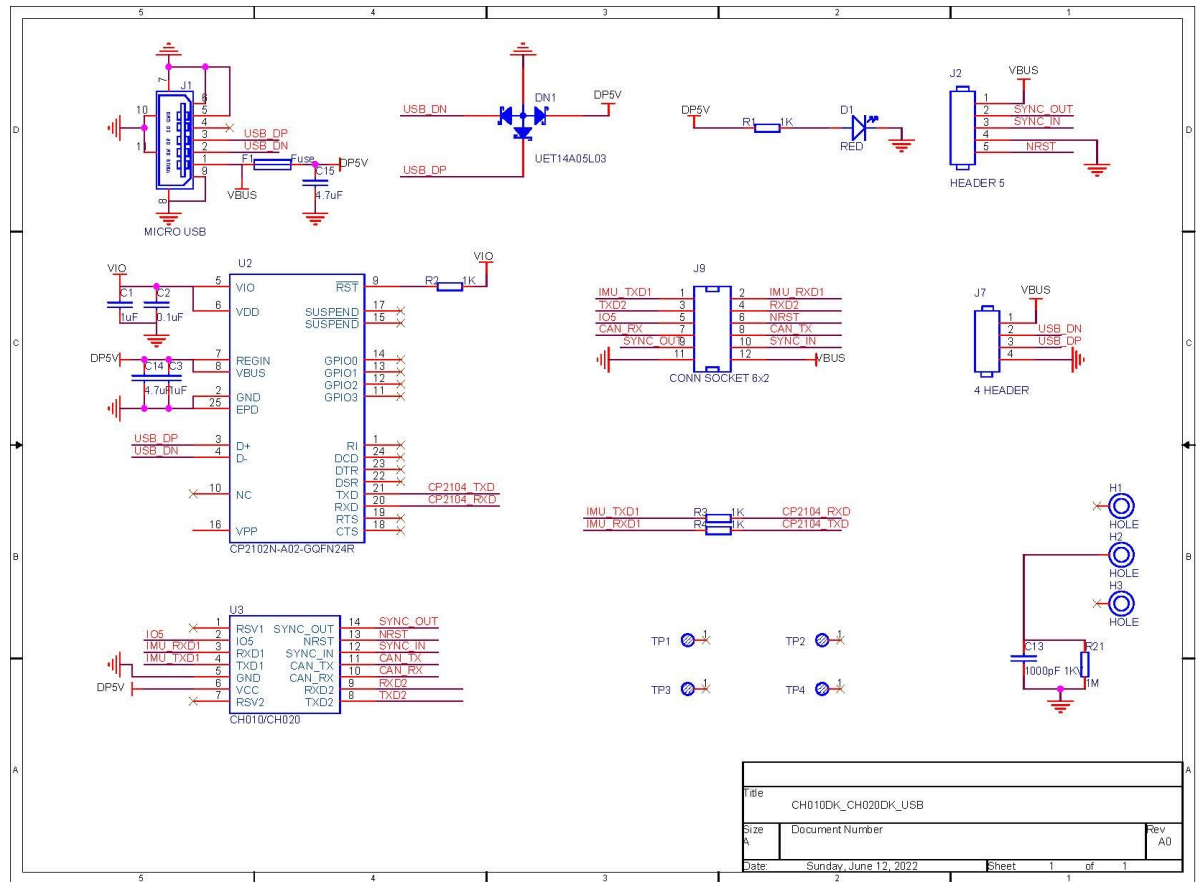 5 4 3 2 1
D
J1
7
6
10
5
4
3 USB_DP
11
2 USB_DN
1 F1 Fuse DP5V
9
C15
4.7uF
VBUS
8
MICRO USB
USB_DN
DN1
DP5V
UET14A05L03
USB_DP
DP5V
R1 1K
D1
RED
J2
VBUS
1
2 SYNC_OUT
3 SYNC_IN
4
5 NRST
HEADER 5
D
U2
VIO
C1 C2
1uF 0.1uF
5 VIO
6 VDD
DP5V
7 REGIN
8 VBUS
C14 C3
2 GND
25 EPD
USB_DP 3 D+
USB_DN 4 D-
10 NC
16 VPP
RST 9
R2 1K
VIO
SUSPEND 17
SUSPEND 15
GPIO0 14
GPIO1 13
GPIO2 12
GPIO3 11
RI 1
DCD 24
DTR 23
DSR 22
TXD 21 CP2104_TXD
RXD 20 CP2104_RXD
RTS 19
CTS 18
CP2102N-A02-GQFN24R
J9
IMU_TXD1 1 2 IMU_RXD1
TXD2 3 4 RXD2
IO5 5 6 NRST
CAN_RX 7 8 CAN_TX
SYNC_OUT 9 10 SYNC_IN
11 12 VBUS
CONN SOCKET 6x2
J7
VBUS
1
2 USB_DN
3 USB_DP
4
4 HEADER
C C
IMU_TXD1 R3 1K CP2104_RXD
IMU_RXD1 R4 1K CP2104_TXD
H1
HOLE
H2
HOLE
H3
HOLE
B B
C13
1000pF 1KV
R21
1M
U3
1 RSV1 SYNC_OUT 14 SYNC_OUT
IO5 2 IO5 NRST 13 NRST
IMU_RXD1 3 RXD1 SYNC_IN 12 SYNC_IN
IMU_TXD1 4 TXD1 CAN_TX 11 CAN_TX
5 GND CAN_RX 10 CAN_RX
DP5V 6 VCC RXD2 9 RXD2
7 RSV2 TXD2 8 TXD2
CH010/CH020
TP1 1
TP2 1
TP3 1
TP4 1
A A
Title
CH010DK_CH020DK_USB
Size
A
Document Number
Rev
A0
Date: Sunday, June 12, 2022 Sheet 1 of 1
5 4 3 2 1